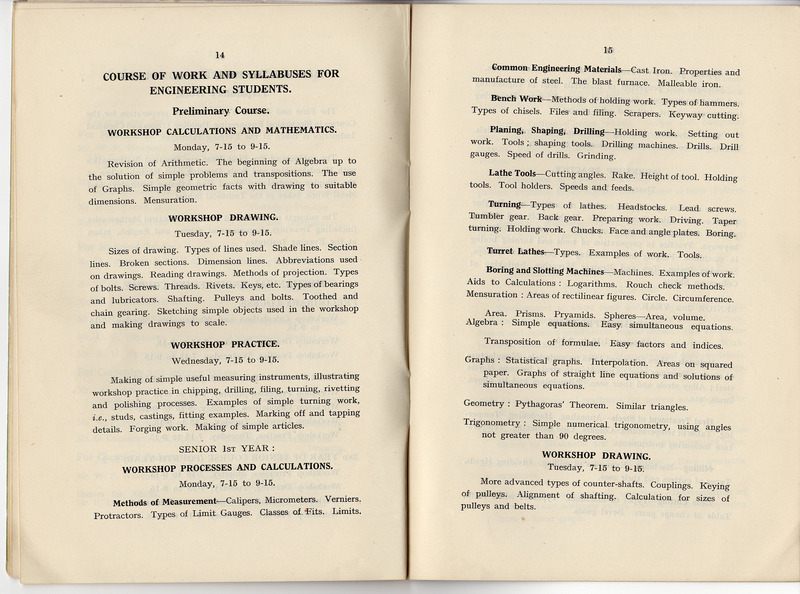 14
COURSE OF WORK AND SYLLABUSES FOR
ENGINEERING STUDENTS.
Preliminary Course.
WORKSHOP CALCULATIONS AND MATHEMATICS.
Monday, 7-15 to 9-15.
Revision of Arithmetic. The beginning of Algebra up to
the solution of simple problems and transpositions. The use
of Graphs. Simple geometric facts with drawing to suitable
dimensions. Mensuration.
WORKSHOP DRAWING.
Tuesday, 7-15 to 9-15.
Sizes of drawing. Types of lines used. Shade lines. Section
lines. Broken sections. Dimension lines. Abbreviations used
on drawings. Reading drawings. Methods of projection. Types
of bolts. Screws. Threads. Rivets. Keys, etc. Types of bearings
and lubricators. Shafting. Pulleys and bolts. Toothed and
chain gearing. Sketching simple objects used in the workshop
and making drawings to scale.
WORKSHOP PRACTICE.
Wednesday, 7-15 to 9-15.
Making of simple useful measuring instruments, illustrating
workshop practice in chipping, drilling, filing, turning, rivetting
and polishing processes. Examples of simple turning work,
i.e., studs, castings, fitting examples. Marking off and tapping
details. Forging work. Making of simple articles.
SENIOR 1ST YEAR :
WORKSHOP PROCESSES AND CALCULATIONS.
Monday, 7-15 to 9-15.
Methods of Measurement—Calipers, Micrometers. Verniers.
Protractors. Types of Limit Gauges. Classes of Fits. Limits.
15
Common Engineering Materials—Cast Iron. Properties and
manufacture of steel. The blast furnace. Malleable iron.
Bench Work—Methods of holding work. Types of hammers.
Types of chisels. Files and filing. Scrapers. Keyway cutting.
Planing, Shaping, Drilling—Holding work. Setting out
work. Tools ; shaping tools. Drilling machines. Drills. Drill
gauges. Speed of drills. Grinding.
Lathe Tools—Cutting angles. Rake. Height of tool. Holding
tools. Tool holders. Speeds and feeds.
Turning—Types of lathes. Headstocks. Lead screws.
Tumbler gear. Back gear. Preparing work. Driving. Taper
turning. Holding work. Chucks. Face and angle plates. Boring.
Turret Lathes—Types. Examples of work. Tools.
Boring and Slotting Machines—Machines. Examples of work.
Aids to Calculations : Logarithms. Rouch check methods.
Mensuration : Areas of rectilinear figures. Circle. Circumference.
Area. Prisms. Pryamids. Spheres—Area, volume.
Algebra : Simple equations. Easy simultaneous equations.
Transposition of formulae. Easy factors and indices.
Graphs : Statistical graphs. Interpolation. Areas on squared
paper. Graphs of straight line equations and solutions of
simultaneous equations.
Geometry : Pythagoras' Theorem. Similar triangles.
Trigonometry : Simple numerical trigonometry, using angles
not greater than 90 degrees.
WORKSHOP DRAWING.
Tuesday, 7-15 to 9-15.
More advanced types of counter-shafts. Couplings. Keying
of pulleys. Alignment of shafting. Calculation for sizes of
pulleys and belts.